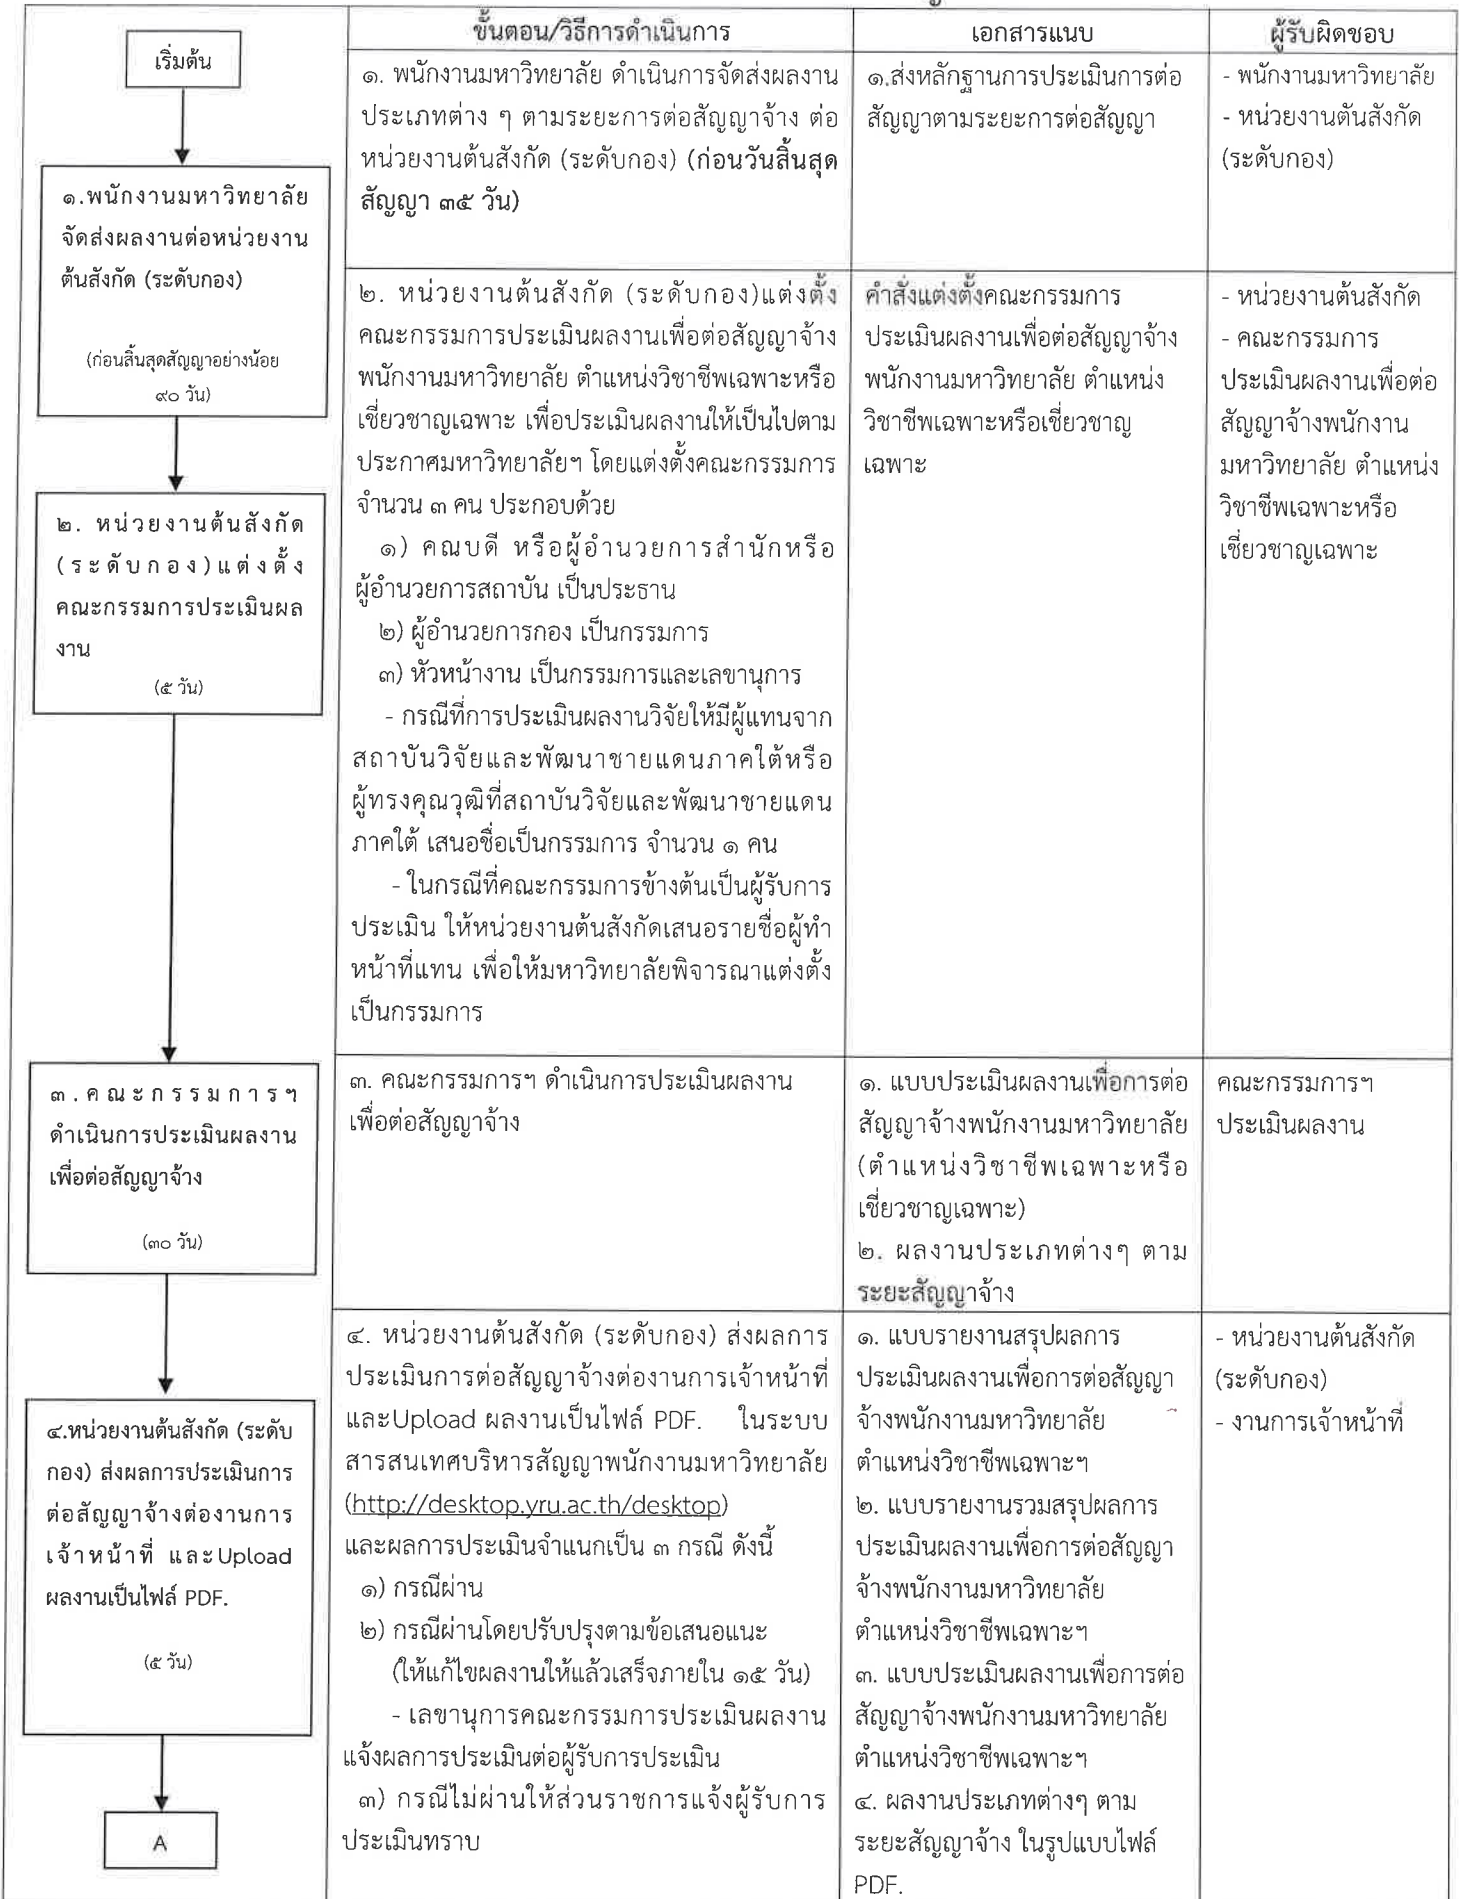 เริ่มต้น
๑.พนักงานมหาวิทยาลัย
จัดส่งผลงานต่อหน่วยงาน
ต้นสังกัด (ระดับกอง)
(ก่อนสิ้นสุดสัญญาอย่างน้อย
๙๐ วัน)
๒. หน่วยงานต้นสังกัด
(ระดับกอง)แต่งตั้ง
คณะกรรมการประเมินผล
งาน
(๕ วัน)
๓.คณะกรรมการฯ
ดำเนินการประเมินผลงาน
เพื่อต่อสัญญาจ้าง
(๓๐ วัน)
๔.หน่วยงานต้นสังกัด (ระดับ
กอง) ส่งผลการประเมินการ
ต่อสัญญาจ้างต่องานการ
เจ้าหน้าที่ และUpload
ผลงานเป็นไฟล์ PDF.
(๕ วัน)
A
ขั้นตอน/วิธีการดำเนินการ
๑. พนักงานมหาวิทยาลัย ดำเนินการจัดส่งผลงาน
ประเภทต่าง ๆ ตามระยะการต่อสัญญาจ้าง ต่อ
หน่วยงานต้นสังกัด (ระดับกอง) (ก่อนวันสิ้นสุด
สัญญา ๓๕ วัน)
๒. หน่วยงานต้นสังกัด (ระดับกอง)แต่งตั้ง
คณะกรรมการประเมินผลงานเพื่อต่อสัญญาจ้าง
พนักงานมหาวิทยาลัย ตำแหน่งวิชาชีพเฉพาะหรือ
เชี่ยวชาญเฉพาะ เพื่อประเมินผลงานให้เป็นไปตาม
ประกาศมหาวิทยาลัยฯ โดยแต่งตั้งคณะกรรมการ
จำนวน ๓ คน ประกอบด้วย
๑) คณบดี หรือผู้อำนวยการสำนักหรือ
ผู้อำนวยการสถาบัน เป็นประธาน
๒) ผู้อำนวยการกอง เป็นกรรมการ
๓) หัวหน้างาน เป็นกรรมการและเลขานุการ
- กรณีที่การประเมินผลงานวิจัยให้มีผู้แทนจาก
สถาบันวิจัยและพัฒนาชายแดนภาคใต้หรือ
ผู้ทรงคุณวุฒิที่สถาบันวิจัยและพัฒนาชายแดน
ภาคใต้ เสนอชื่อเป็นกรรมการ จำนวน ๑ คน
- ในกรณีที่คณะกรรมการข้างต้นเป็นผู้รับการ
ประเมิน ให้หน่วยงานต้นสังกัดเสนอรายชื่อผู้ทำ
หน้าที่แทน เพื่อให้มหาวิทยาลัยพิจารณาแต่งตั้ง
เป็นกรรมการ
๓. คณะกรรมการฯ ดำเนินการประเมินผลงาน
เพื่อต่อสัญญาจ้าง
๔. หน่วยงานต้นสังกัด (ระดับกอง) ส่งผลการ
ประเมินการต่อสัญญาจ้างต่องานการเจ้าหน้าที่
และUpload ผลงานเป็นไฟล์ PDF. ในระบบ
สารสนเทศบริหารสัญญาพนักงานมหาวิทยาลัย
(http://desktop.yru.ac.th/desktop)
และผลการประเมินจำแนกเป็น ๓ กรณี ดังนี้
๑) กรณีผ่าน
๒) กรณีผ่านโดยปรับปรุงตามข้อเสนอแนะ
(ให้แก้ไขผลงานให้แล้วเสร็จภายใน ๑๕ วัน)
- เลขานุการคณะกรรมการประเมินผลงาน
แจ้งผลการประเมินต่อผู้รับการประเมิน
๓) กรณีไม่ผ่านให้ส่วนราชการแจ้งผู้รับการ
ประเมินทราบ
เอกสารแนบ
๑.ส่งหลักฐานการประเมินการต่อ
สัญญาตามระยะการต่อสัญญา
คำสั่งแต่งตั้งคณะกรรมการ
ประเมินผลงานเพื่อต่อสัญญาจ้าง
พนักงานมหาวิทยาลัย ตำแหน่ง
วิชาชีพเฉพาะหรือเชี่ยวชาญ
เฉพาะ
๑. แบบประเมินผลงานเพื่อการต่อ
สัญญาจ้างพนักงานมหาวิทยาลัย
(ตำแหน่งวิชาชีพเฉพาะหรือ
เชี่ยวชาญเฉพาะ)
๒. ผลงานประเภทต่างๆ ตาม
ระยะสัญญาจ้าง
๑. แบบรายงานสรุปผลการ
ประเมินผลงานเพื่อการต่อสัญญา
จ้างพนักงานมหาวิทยาลัย
ตำแหน่งวิชาชีพเฉพาะฯ
๒. แบบรายงานรวมสรุปผลการ
ประเมินผลงานเพื่อการต่อสัญญา
จ้างพนักงานมหาวิทยาลัย
ตำแหน่งวิชาชีพเฉพาะฯ
๓. แบบประเมินผลงานเพื่อการต่อ
สัญญาจ้างพนักงานมหาวิทยาลัย
ตำแหน่งวิชาชีพเฉพาะฯ
๔. ผลงานประเภทต่างๆ ตาม
ระยะสัญญาจ้าง ในรูปแบบไฟล์
PDF.
ผู้รับผิดชอบ
- พนักงานมหาวิทยาลัย
- หน่วยงานต้นสังกัด
(ระดับกอง)
- หน่วยงานต้นสังกัด
- คณะกรรมการ
ประเมินผลงานเพื่อต่อ
สัญญาจ้างพนักงาน
มหาวิทยาลัย ตำแหน่ง
วิชาชีพเฉพาะหรือ
เชี่ยวชาญเฉพาะ
คณะกรรมการฯ
ประเมินผลงาน
- หน่วยงานต้นสังกัด
(ระดับกอง)
- งานการเจ้าหน้าที่